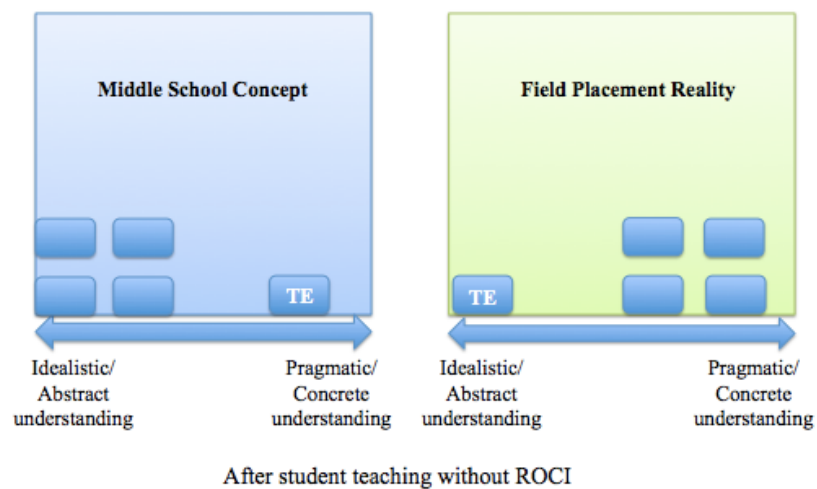 Middle School Concept
Field Placement Reality
TE
TE
Idealistic/
Abstract
understanding
Pragmatic/
Concrete
understanding
Idealistic/
Abstract
understanding
Pragmatic/
Concrete
understanding
After student teaching without ROCI